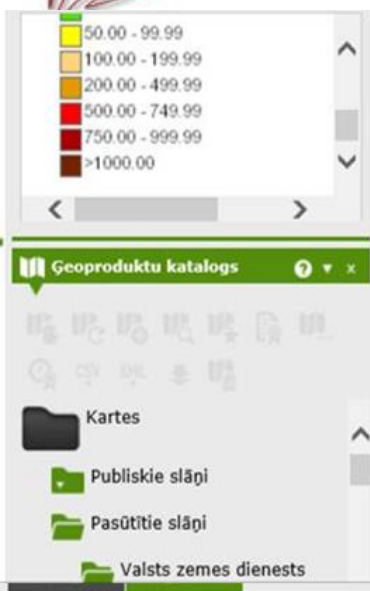 50.00 - 99.99
100.00 - 199.99
200.00 - 499.99
500.00 - 749.99
750.00 - 999.99
>1000.00
Ģeoproduktu katalogs
CSV
XML
Kartes
Publiskie slāņi
Pasūtītie slāņi
Valsts zemes dienests